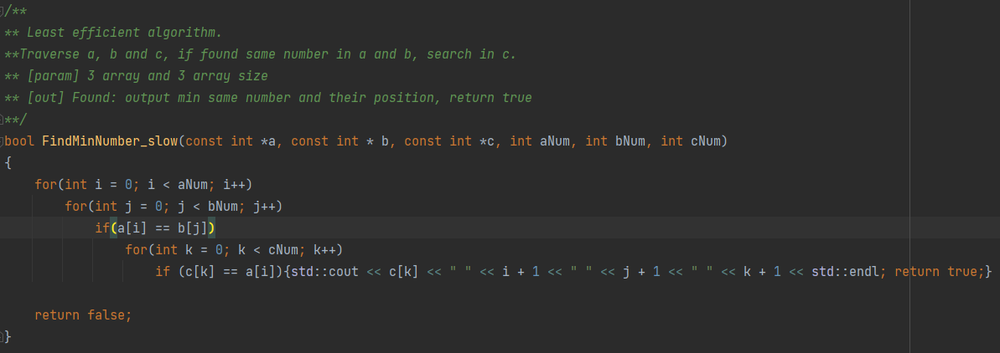 /**
** Least efficient algorithm.
**Traverse a, b and c, if found same number in a and b, search in c.
** [param] 3 array and 3 array size
** [out] Found: output min same number and their position, return true
**/
bool FindMinNumber_slow(const int *a, const int * b, const int *c, int aNum, int bNum, int cNum)
{
    for(int i = 0; i < aNum; i++)
        for(int j = 0; j < bNum; j++)
            if(a[i] == b[j])
                for(int k = 0; k < cNum; k++)
                    if (c[k] == a[i]){std::cout << c[k] << " " << i + 1 << " " << j + 1 << " " << k + 1 << std::endl; return true;}
    return false;
}